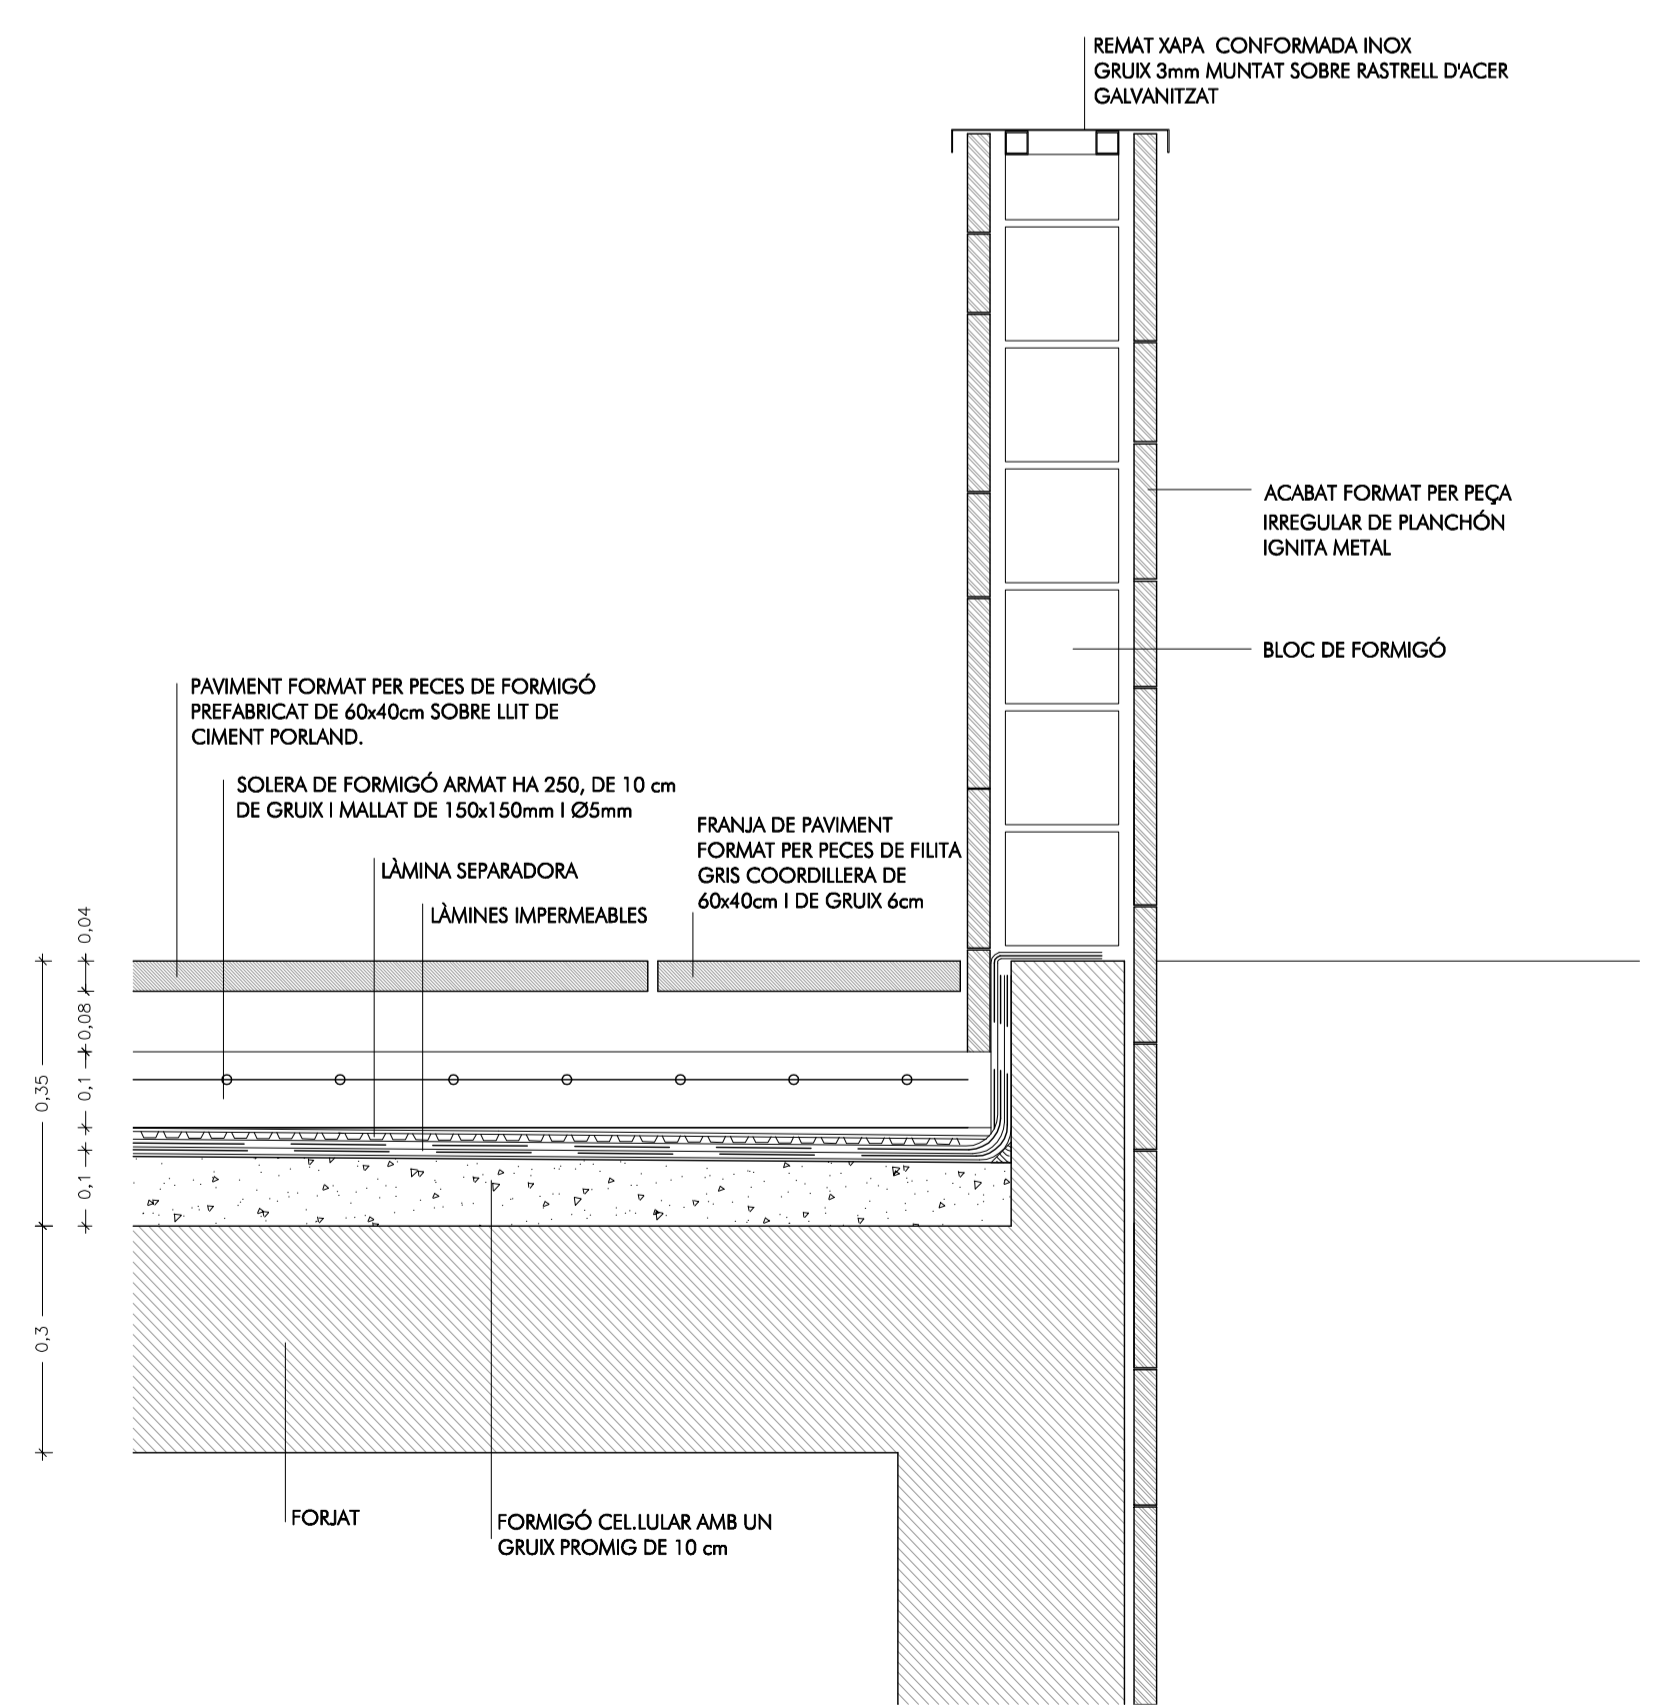 REMAT XAPA CONFORMADA INOX
GRUIX 3mm MUNTAT SOBRE RASTRELL D'ACER
GALVANITZAT
ACABAT FORMAT PER PEÇA
IRREGULAR DE PLANCHÓN
IGNITA METAL
BLOC DE FORMIGÓ
PAVIMENT FORMAT PER PECES DE FORMIGÓ
PREFABRICAT DE 60x40cm SOBRE LLIT DE
CIMENT PORLAND.
SOLERA DE FORMIGÓ ARMAT HA 250, DE 10 cm
DE GRUIX I MALLAT DE 150x150mm I Ø5mm
FRANJA DE PAVIMENT
FORMAT PER PECES DE FILITA
GRIS COORDILLERA DE
60x40cm I DE GRUIX 6cm
LÀMINA SEPARADORA
LÀMINES IMPERMEABLES
0,04
0,08
0,1
0,1
0,35
0,3
FORJAT
FORMIGÓ CEL.LULAR AMB UN
GRUIX PROMIG DE 10 cm